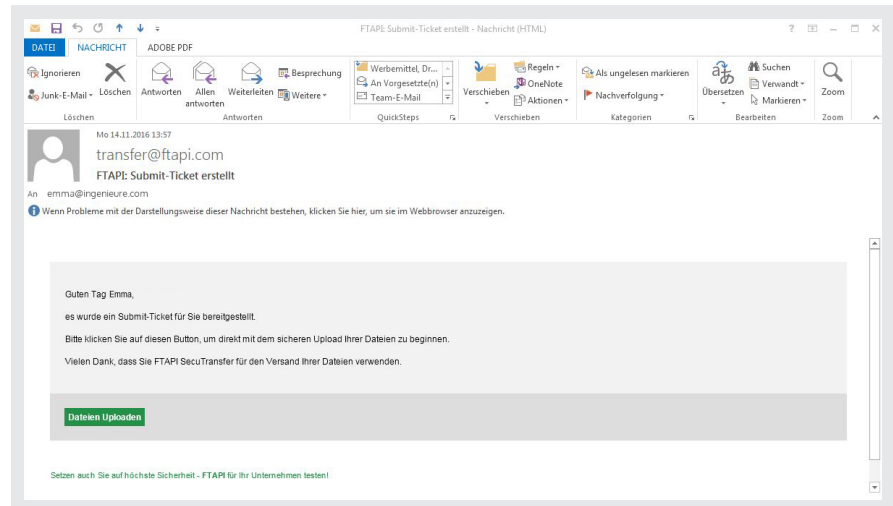 FTAPI: Submit-Ticket erstellt - Nachricht (HTML)
DATEI NACHRICHT ADOBE PDF
Ignorieren
Junk-E-Mail
Löschen
Löschen
Antworten
Allen antworten
Weiterleiten
Besprechung
Weitere
Antworten
Werbemittel, Dr...
An Vorgesetzte(n)
Team-E-Mail
QuickSteps
Verschieben
Regeln
OneNote
Aktionen
Verschieben
Als ungelesen markieren
Nachverfolgung
Kategorien
Übersetzen
Suchen
Verwandt
Markieren
Bearbeiten
Zoom
Zoom
Mo 14.11.2016 13:57
transfer@ftapi.com
FTAPI: Submit-Ticket erstellt
An emma@ingenieure.com
Wenn Probleme mit der Darstellungsweise dieser Nachricht bestehen, klicken Sie hier, um sie im Webbrowser anzuzeigen.
Guten Tag Emma,
es wurde ein Submit-Ticket für Sie bereitgestellt.
Bitte klicken Sie auf diesen Button, um direkt mit dem sicheren Upload Ihrer Dateien zu beginnen.
Vielen Dank, dass Sie FTAPI SecuTransfer für den Versand Ihrer Dateien verwenden.
Dateien Uploaden
Setzen auch Sie auf höchste Sicherheit - FTAPI für Ihr Unternehmen testen!